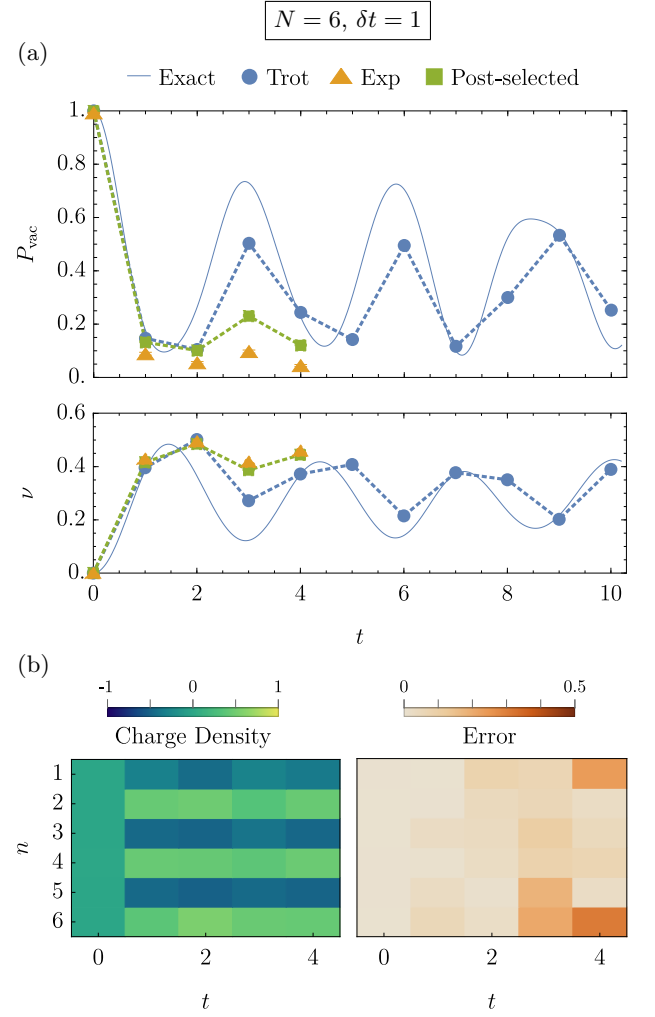 N = 6, δt = 1
(a)
Exact Trot Exp Post-selected
1.
0.8
0.6
0.4
0.2
0.
P_vac
0.6
0.4
0.2
0.
ν
0 2 4 6 8 10
t
(b)
-1 0 1
Charge Density
0 0.5
Error
1
2
3
4
5
6
n
0 2 4
t
0 2 4
t